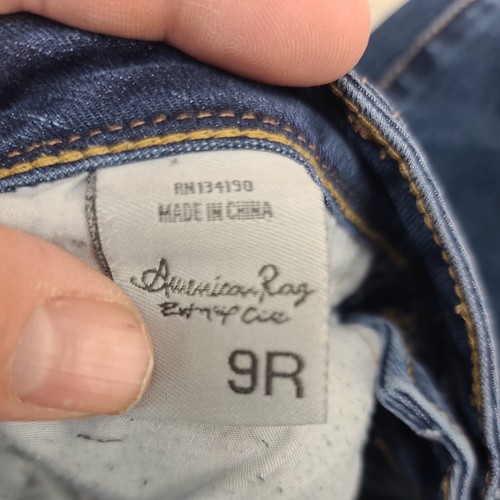 RN134190
MADE IN CHINA
American Rag
Cie
9R